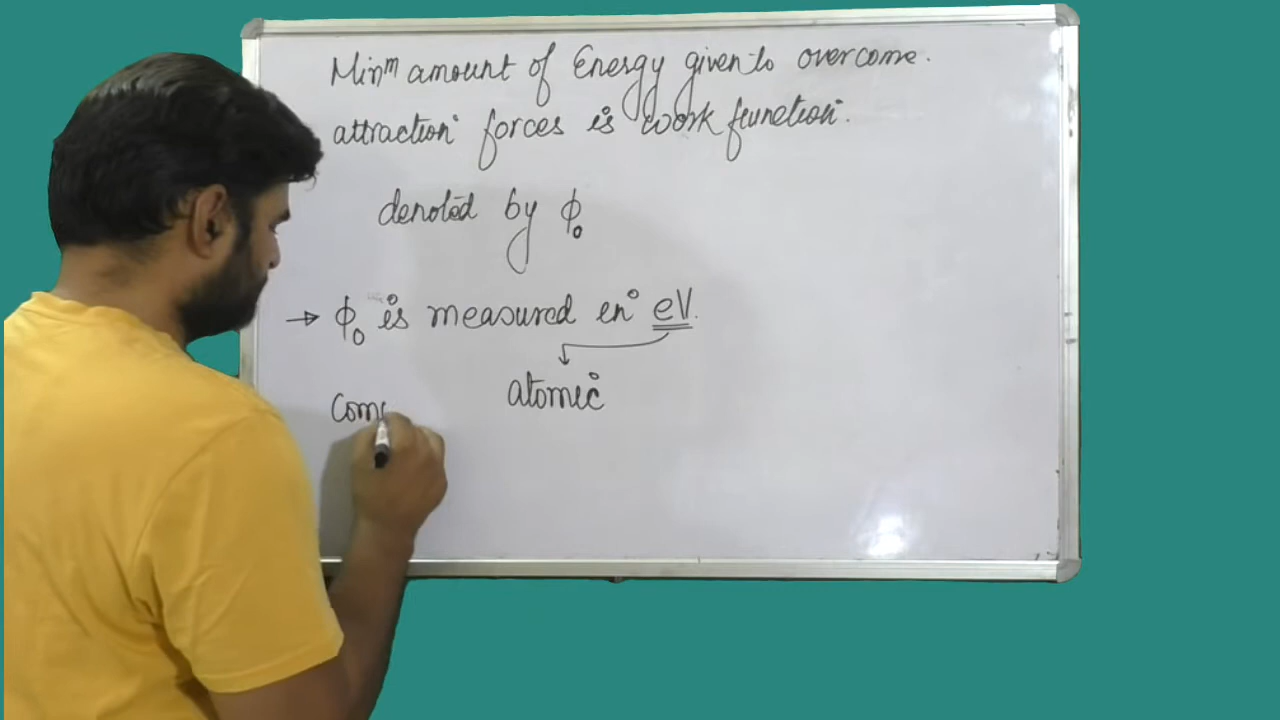 Minᵐ amount of Energy given to overcome.
attraction forces is work function.
denoted by ϕ₀
→ ϕ₀ is measured in eV.
atomic